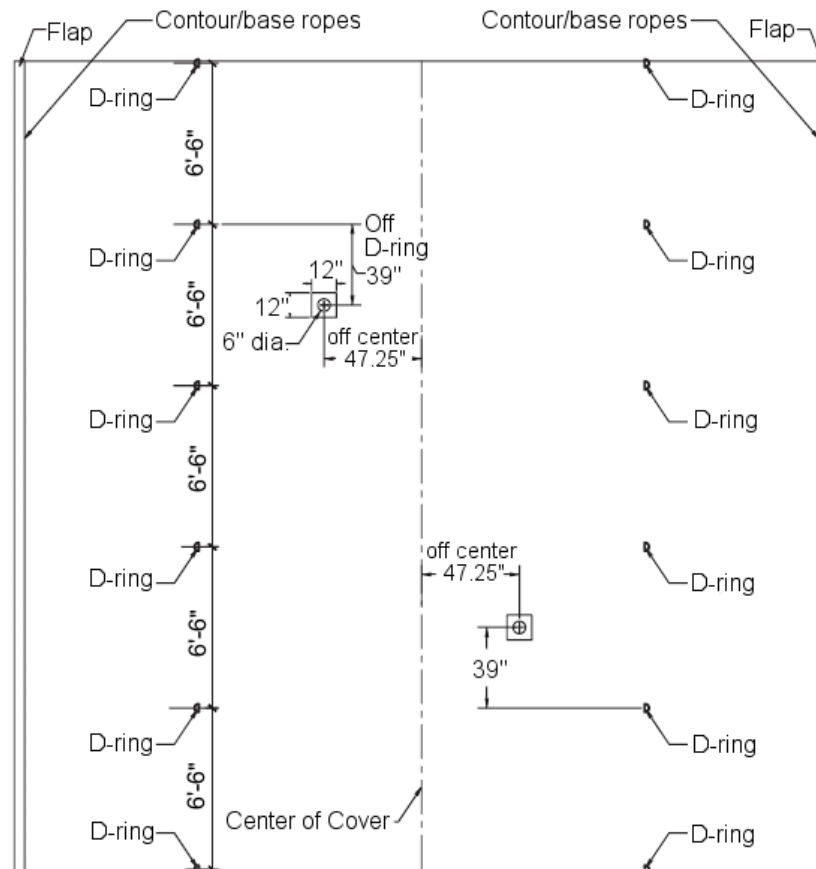 Contour/base ropes
Contour/base ropes
Flap
Flap
D-ring
D-ring
6'-6"
Off
D-ring
39"
D-ring
D-ring
12"
12"
6'-6"
6" dia.
off center
47.25"
D-ring
D-ring
6'-6"
off center
47.25"
D-ring
D-ring
6'-6"
39"
D-ring
D-ring
6'-6"
Center of Cover
D-ring
D-ring